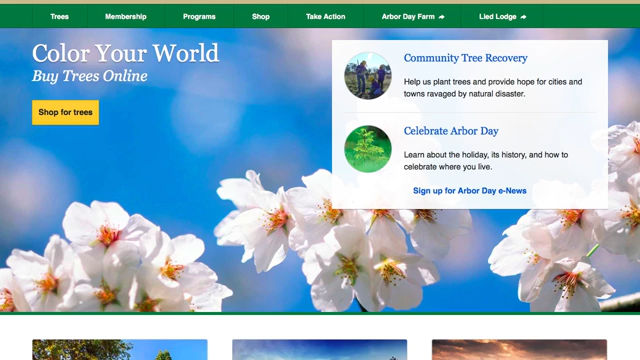 Trees Membership Programs Shop Take Action Arbor Day Farm Lied Lodge
Color Your World
Buy Trees Online
Shop for trees
Community Tree Recovery
Help us plant trees and provide hope for cities and
towns ravaged by natural disaster.
Celebrate Arbor Day
Learn about the holiday, its history, and how to
celebrate where you live.
Sign up for Arbor Day e-News